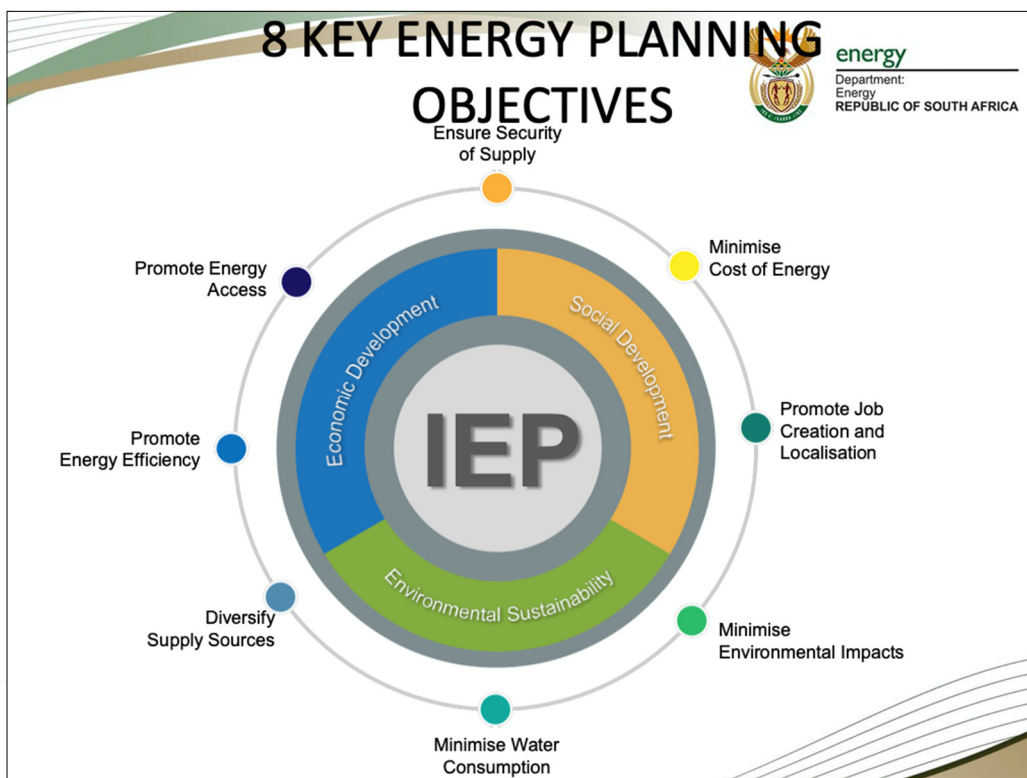 8 KEY ENERGY PLANNING
OBJECTIVES
energy
Department:
Energy
REPUBLIC OF SOUTH AFRICA
Ensure Security
of Supply
Minimise
Cost of Energy
Promote Job
Creation and
Localisation
Minimise
Environmental Impacts
Minimise Water
Consumption
Diversify
Supply Sources
Promote
Energy Efficiency
Promote Energy
Access
Economic Development
Social Development
Environmental Sustainability
IEP